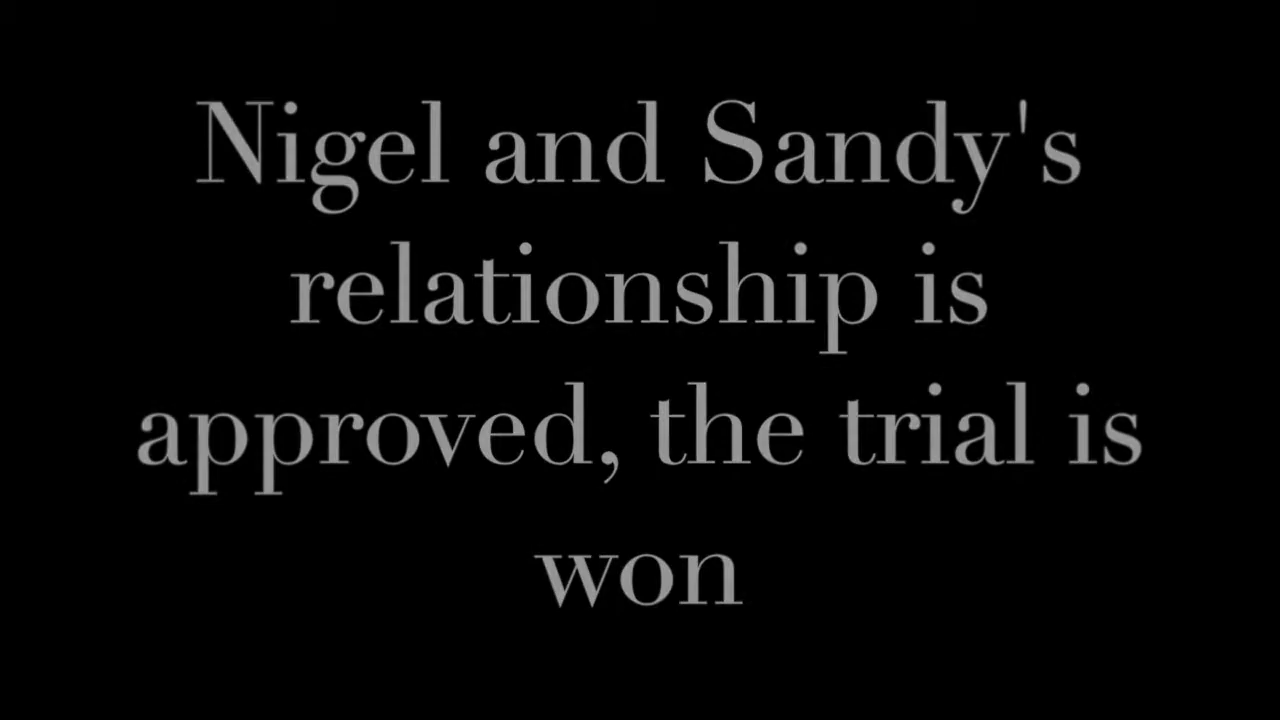 Nigel and Sandy's
relationship is
approved, the trial is
won